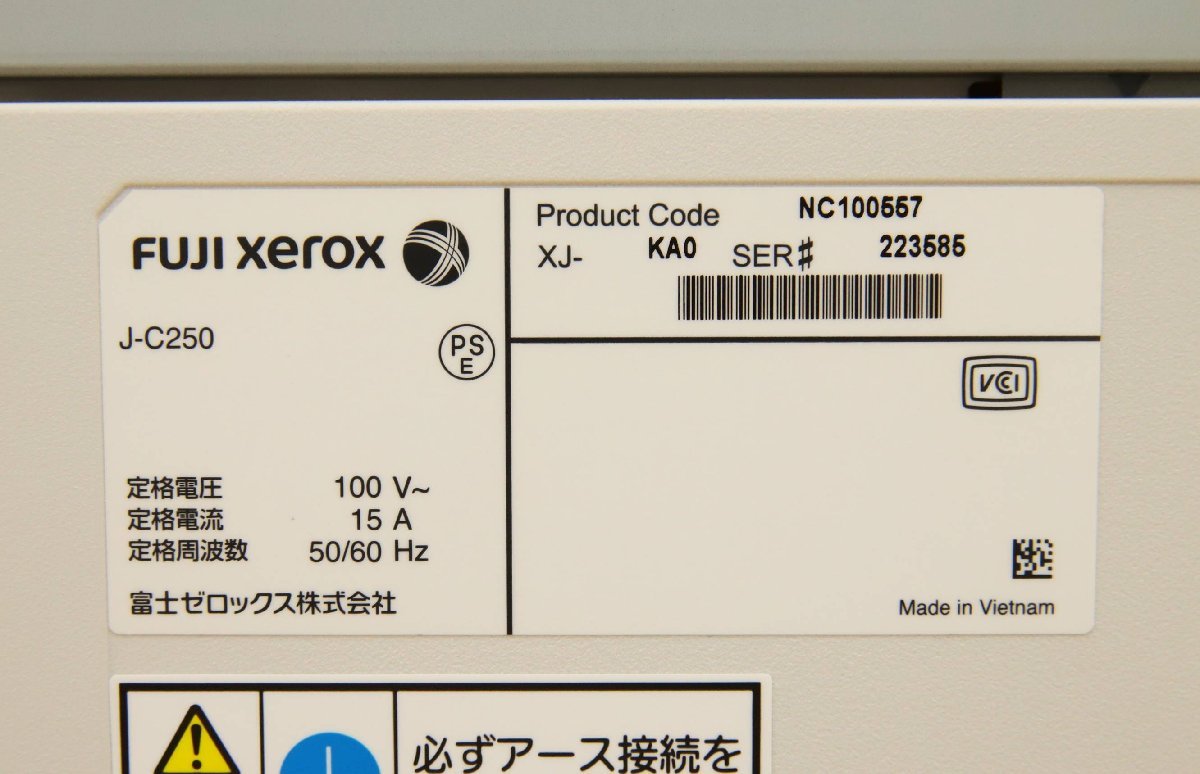 FUJI xerox
J-C250
PS
E
定格電圧 100 V~
定格電流 15 A
定格周波数 50/60 Hz
富士ゼロックス株式会社
Product Code NC100557
XJ- KA0 SER# 223585
VCCI
Made in Vietnam
必ずアース接続を